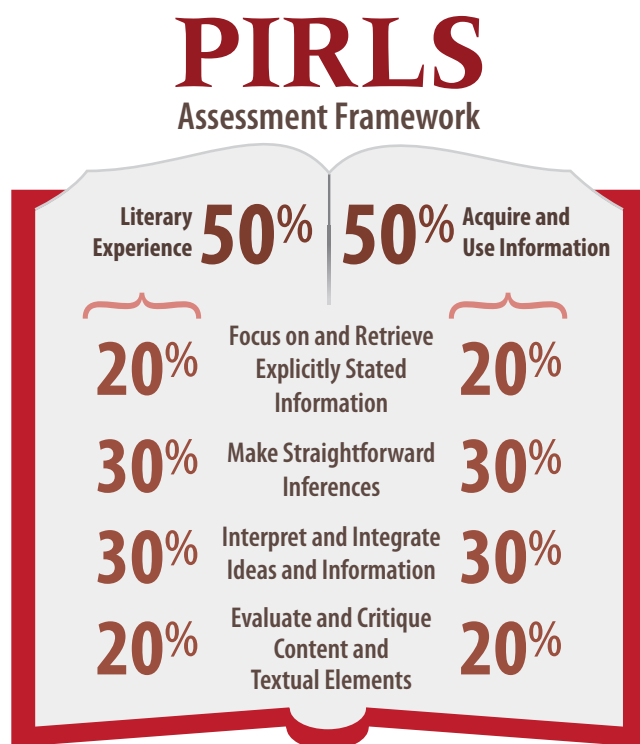 PIRLS
Assessment Framework
Literary
Experience
50%
50%
Acquire and
Use Information
20%
Focus on and Retrieve
Explicitly Stated
Information
20%
30%
Make Straightforward
Inferences
30%
30%
Interpret and Integrate
Ideas and Information
30%
20%
Evaluate and Critique
Content and
Textual Elements
20%